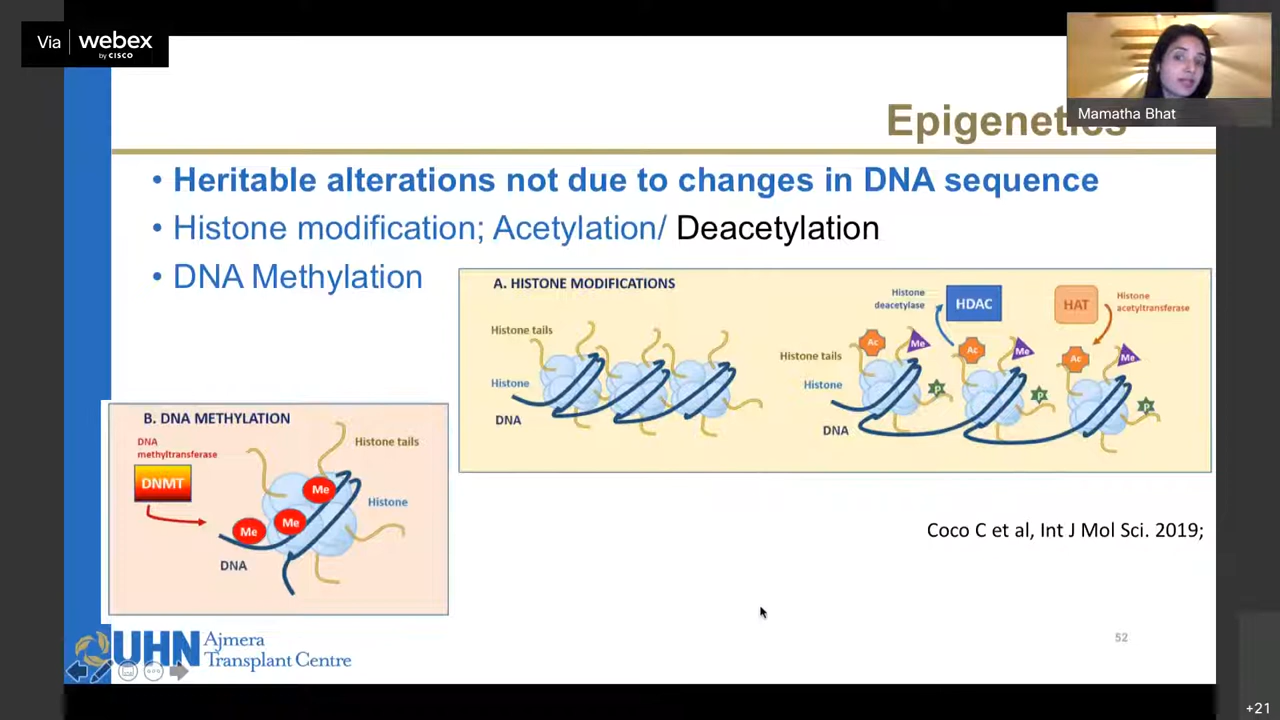 Via webex
by CISCO
Mamatha Bhat
Epigenetics
• Heritable alterations not due to changes in DNA sequence
• Histone modification; Acetylation/ Deacetylation
• DNA Methylation
A. HISTONE MODIFICATIONS
Histone tails
Histone
DNA
Histone
deacetylase
HDAC
HAT
Histone
acetyltransferase
Ac
Me
Ac
Me
Ac
Me
Histone tails
Histone
P
P
P
DNA
B. DNA METHYLATION
DNA
methyltransferase
DNMT
Histone tails
Me
Me
Me
Histone
DNA
Coco C et al, Int J Mol Sci. 2019;
UHN Ajmera
Transplant Centre
52
+21